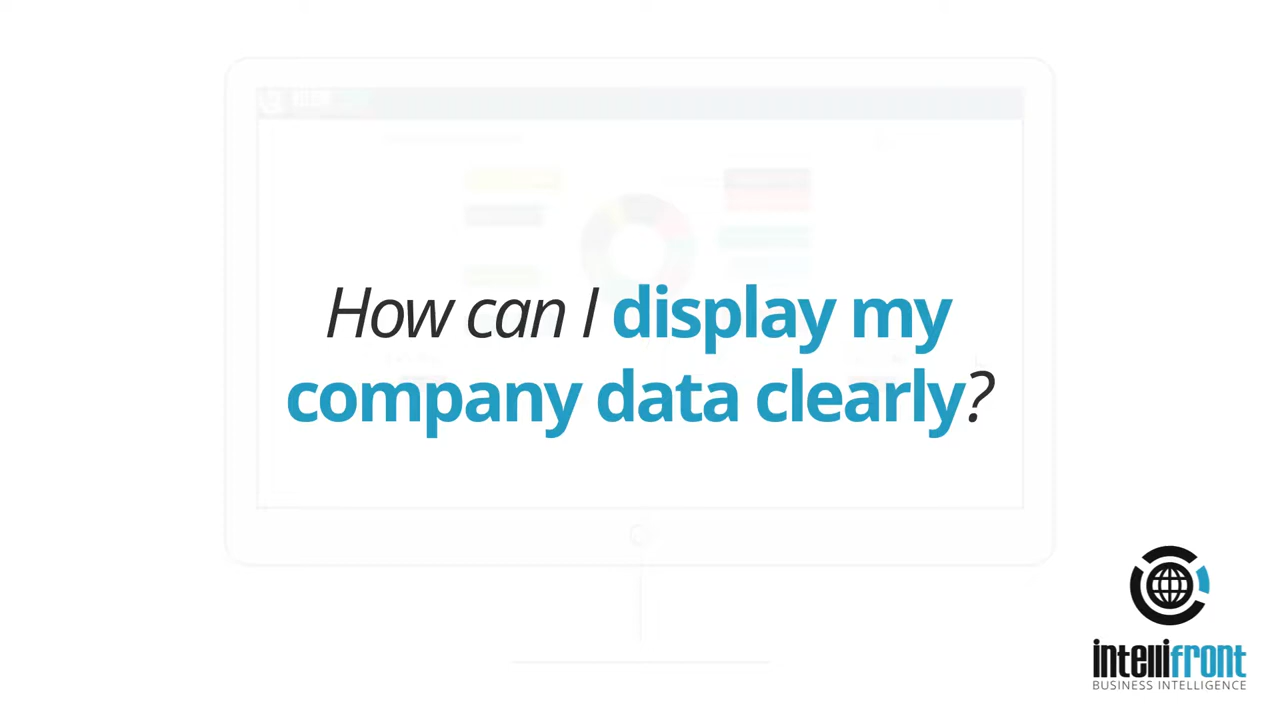 How can I display my
company data clearly?
intellifront
BUSINESS INTELLIGENCE